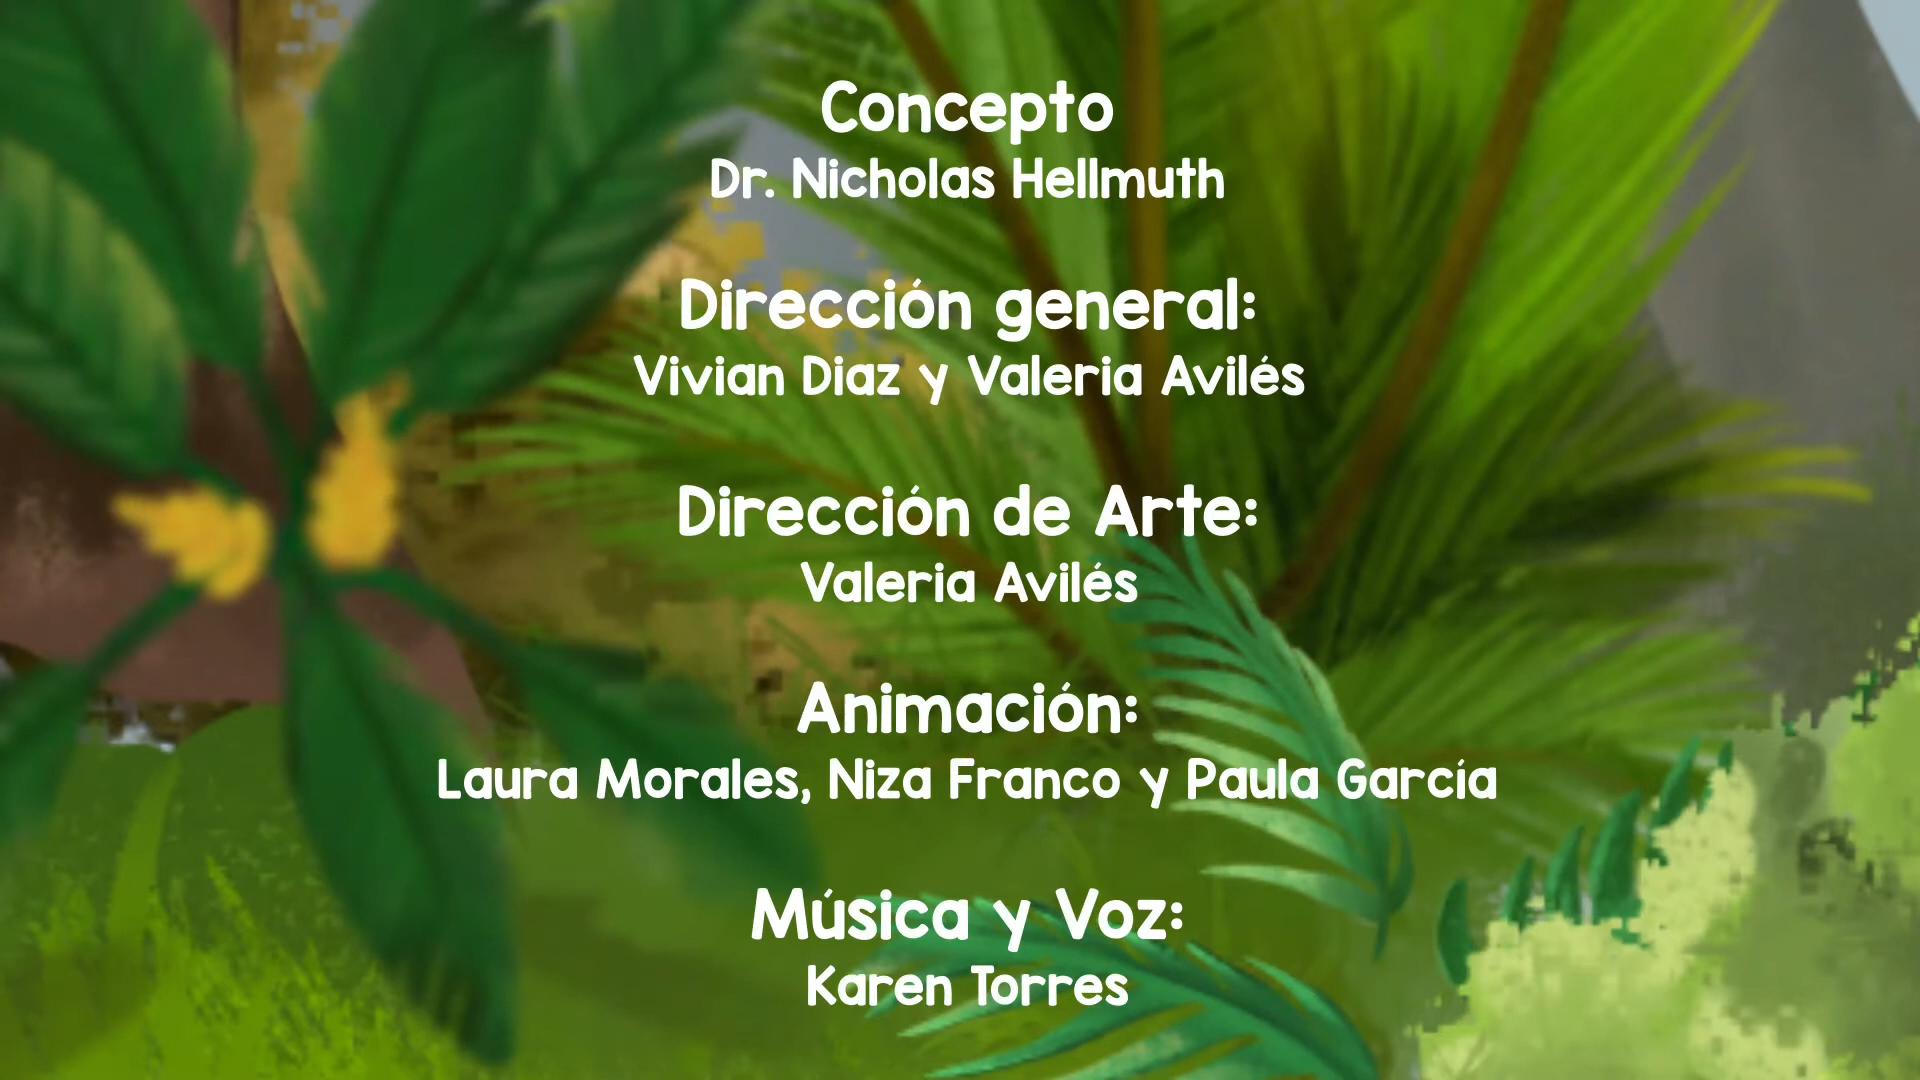 Concepto
Dr. Nicholas Hellmuth
Dirección general:
Vivian Diaz y Valeria Avilés
Dirección de Arte:
Valeria Avilés
Animación:
Laura Morales, Niza Franco y Paula García
Música y Voz:
Karen Torres